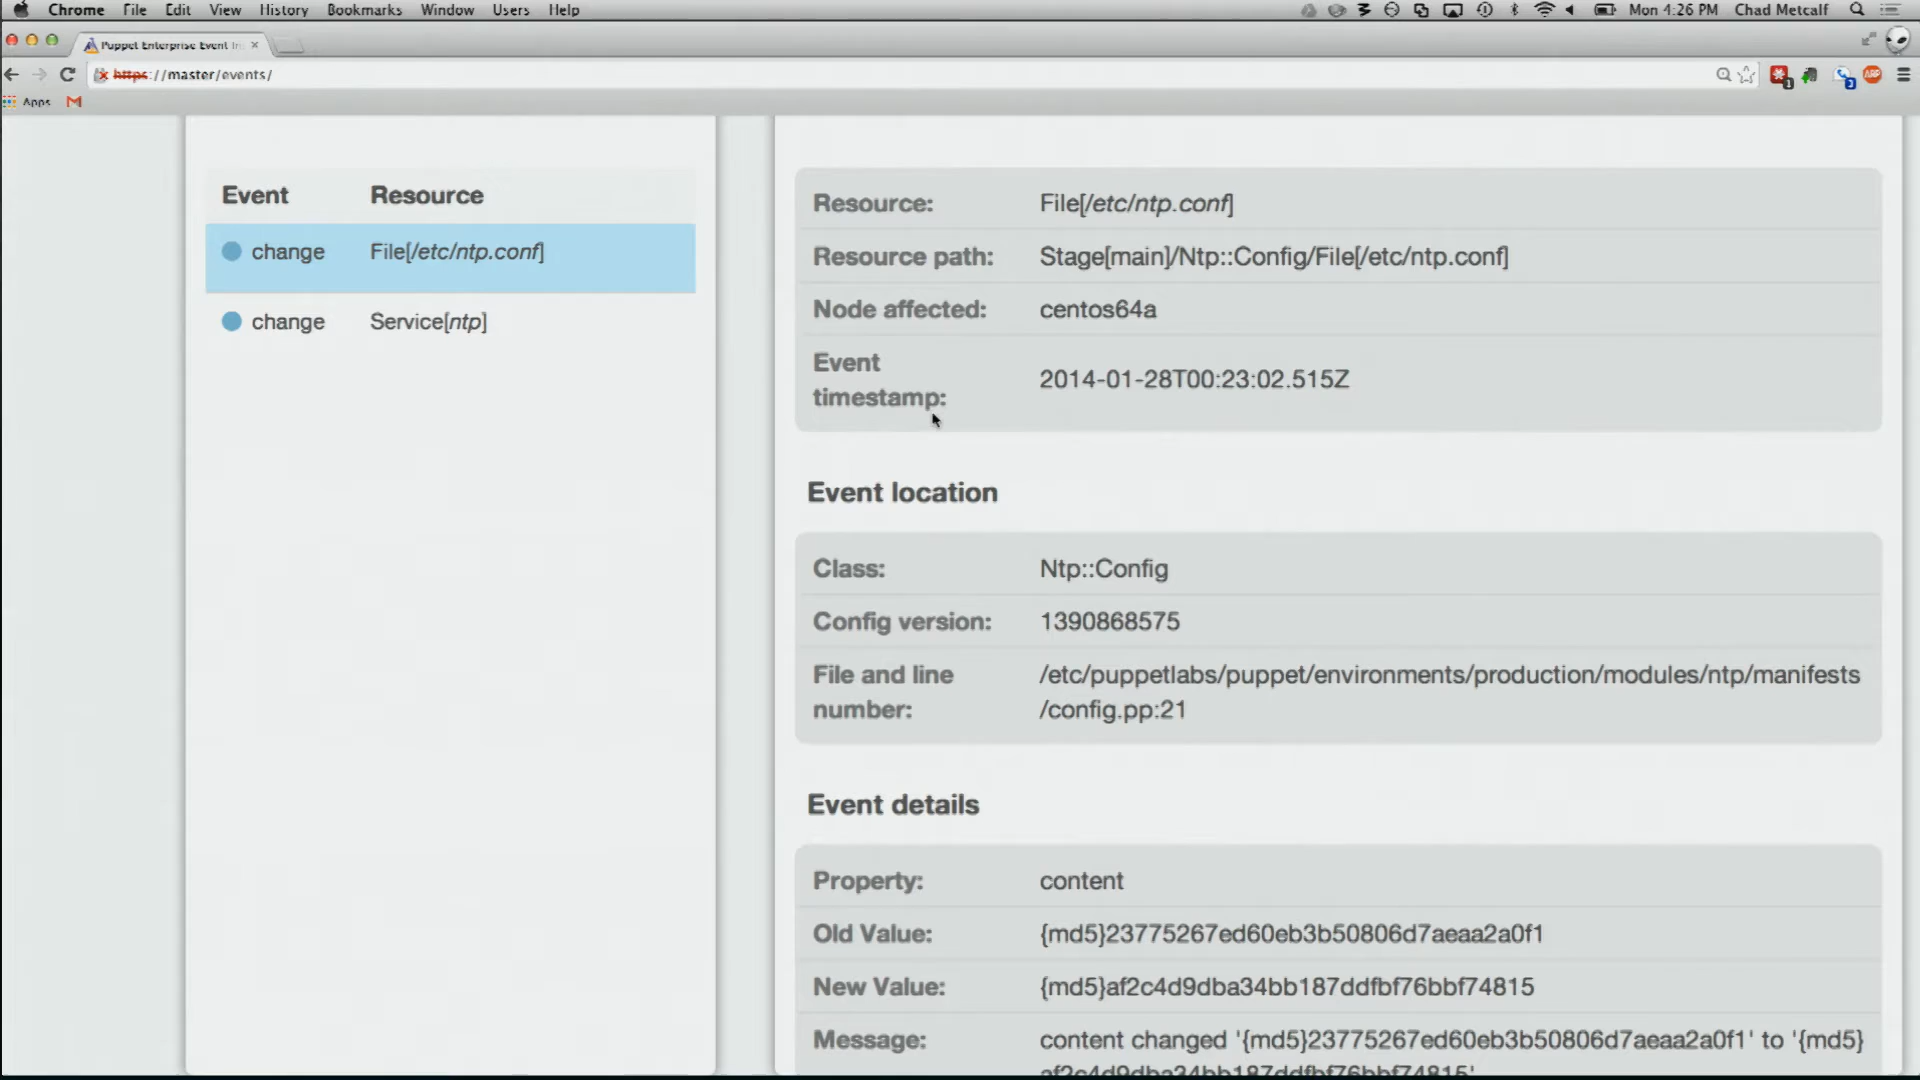 Chrome File Edit View History Bookmarks Window Users Help Mon 4:26 PM Chad Metcalf
Puppet Enterprise Event In
https://master/events/
Apps
Event Resource
change File[/etc/ntp.conf]
change Service[ntp]
Resource: File[/etc/ntp.conf]
Resource path: Stage[main]/Ntp::Config/File[/etc/ntp.conf]
Node affected: centos64a
Event
timestamp: 2014-01-28T00:23:02.515Z
Event location
Class: Ntp::Config
Config version: 1390868575
File and line /etc/puppetlabs/puppet/environments/production/modules/ntp/manifests
number: /config.pp:21
Event details
Property: content
Old Value: {md5}23775267ed60eb3b50806d7aeaa2a0f1
New Value: {md5}af2c4d9dba34bb187ddfbf76bbf74815
Message: content changed '{md5}23775267ed60eb3b50806d7aeaa2a0f1' to '{md5}
af2c4d9dba34bb187ddfbf76bbf74815'